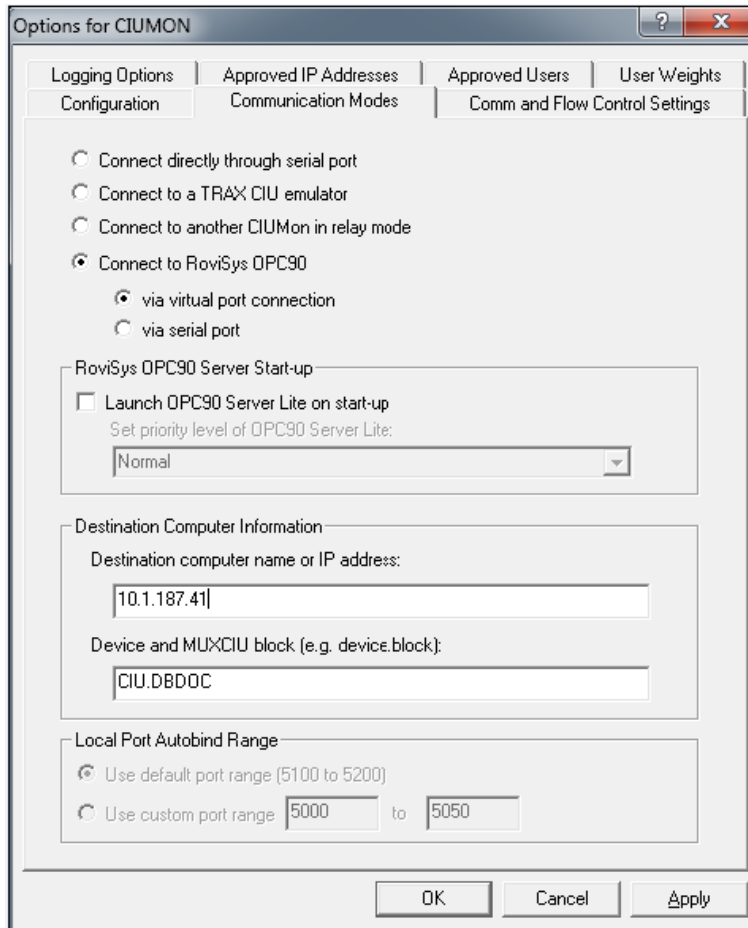 Options for CIUMON
?
X
Logging Options Approved IP Addresses Approved Users User Weights
Configuration Communication Modes Comm and Flow Control Settings
Connect directly through serial port
Connect to a TRAX CIU emulator
Connect to another CIUMon in relay mode
Connect to RoviSys OPC90
via virtual port connection
via serial port
RoviSys OPC90 Server Start-up
Launch OPC90 Server Lite on start-up
Set priority level of OPC90 Server Lite:
Normal
Destination Computer Information
Destination computer name or IP address:
10.1.187.41
Device and MUXCIU block (e.g. device.block):
CIU.DBDOC
Local Port Autobind Range
Use default port range (5100 to 5200)
Use custom port range 5000 to 5050
OK Cancel Apply